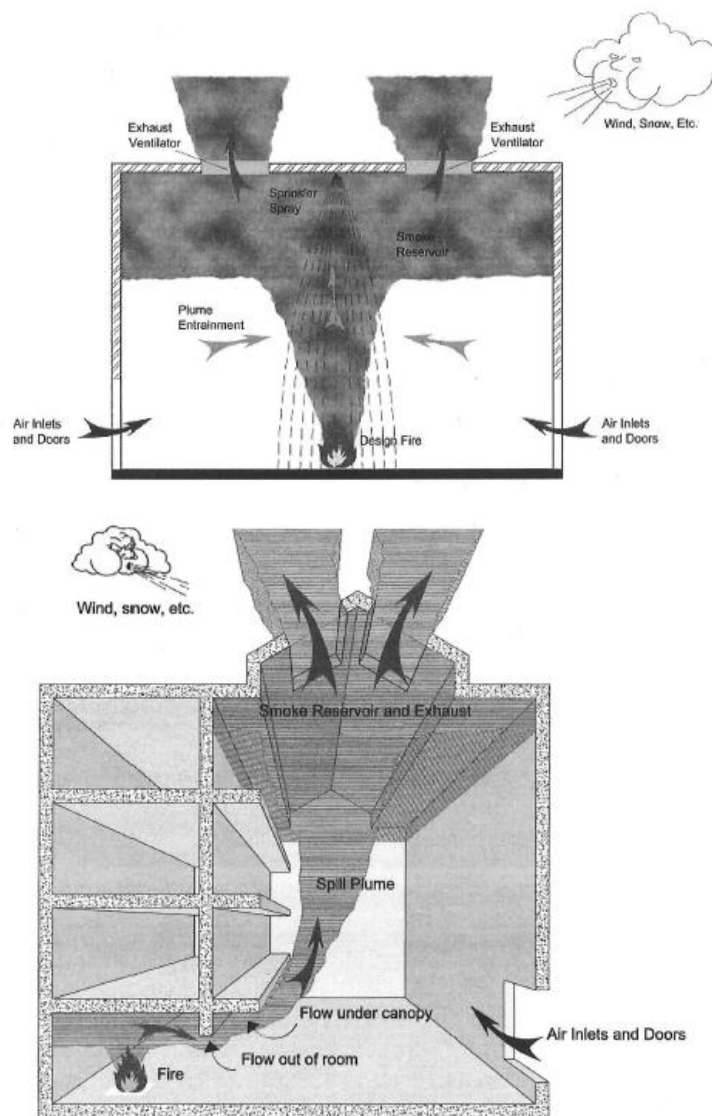 Wind, Snow, Etc.
Exhaust
Ventilator
Exhaust
Ventilator
Sprinkler
Spray
Smoke
Reservoir
Plume
Entrainment
Air Inlets
and Doors
Design Fire
Air Inlets
and Doors
Wind, snow, etc.
Smoke Reservoir and Exhaust
Spill Plume
Flow under canopy
Air Inlets and Doors
Flow out of room
Fire